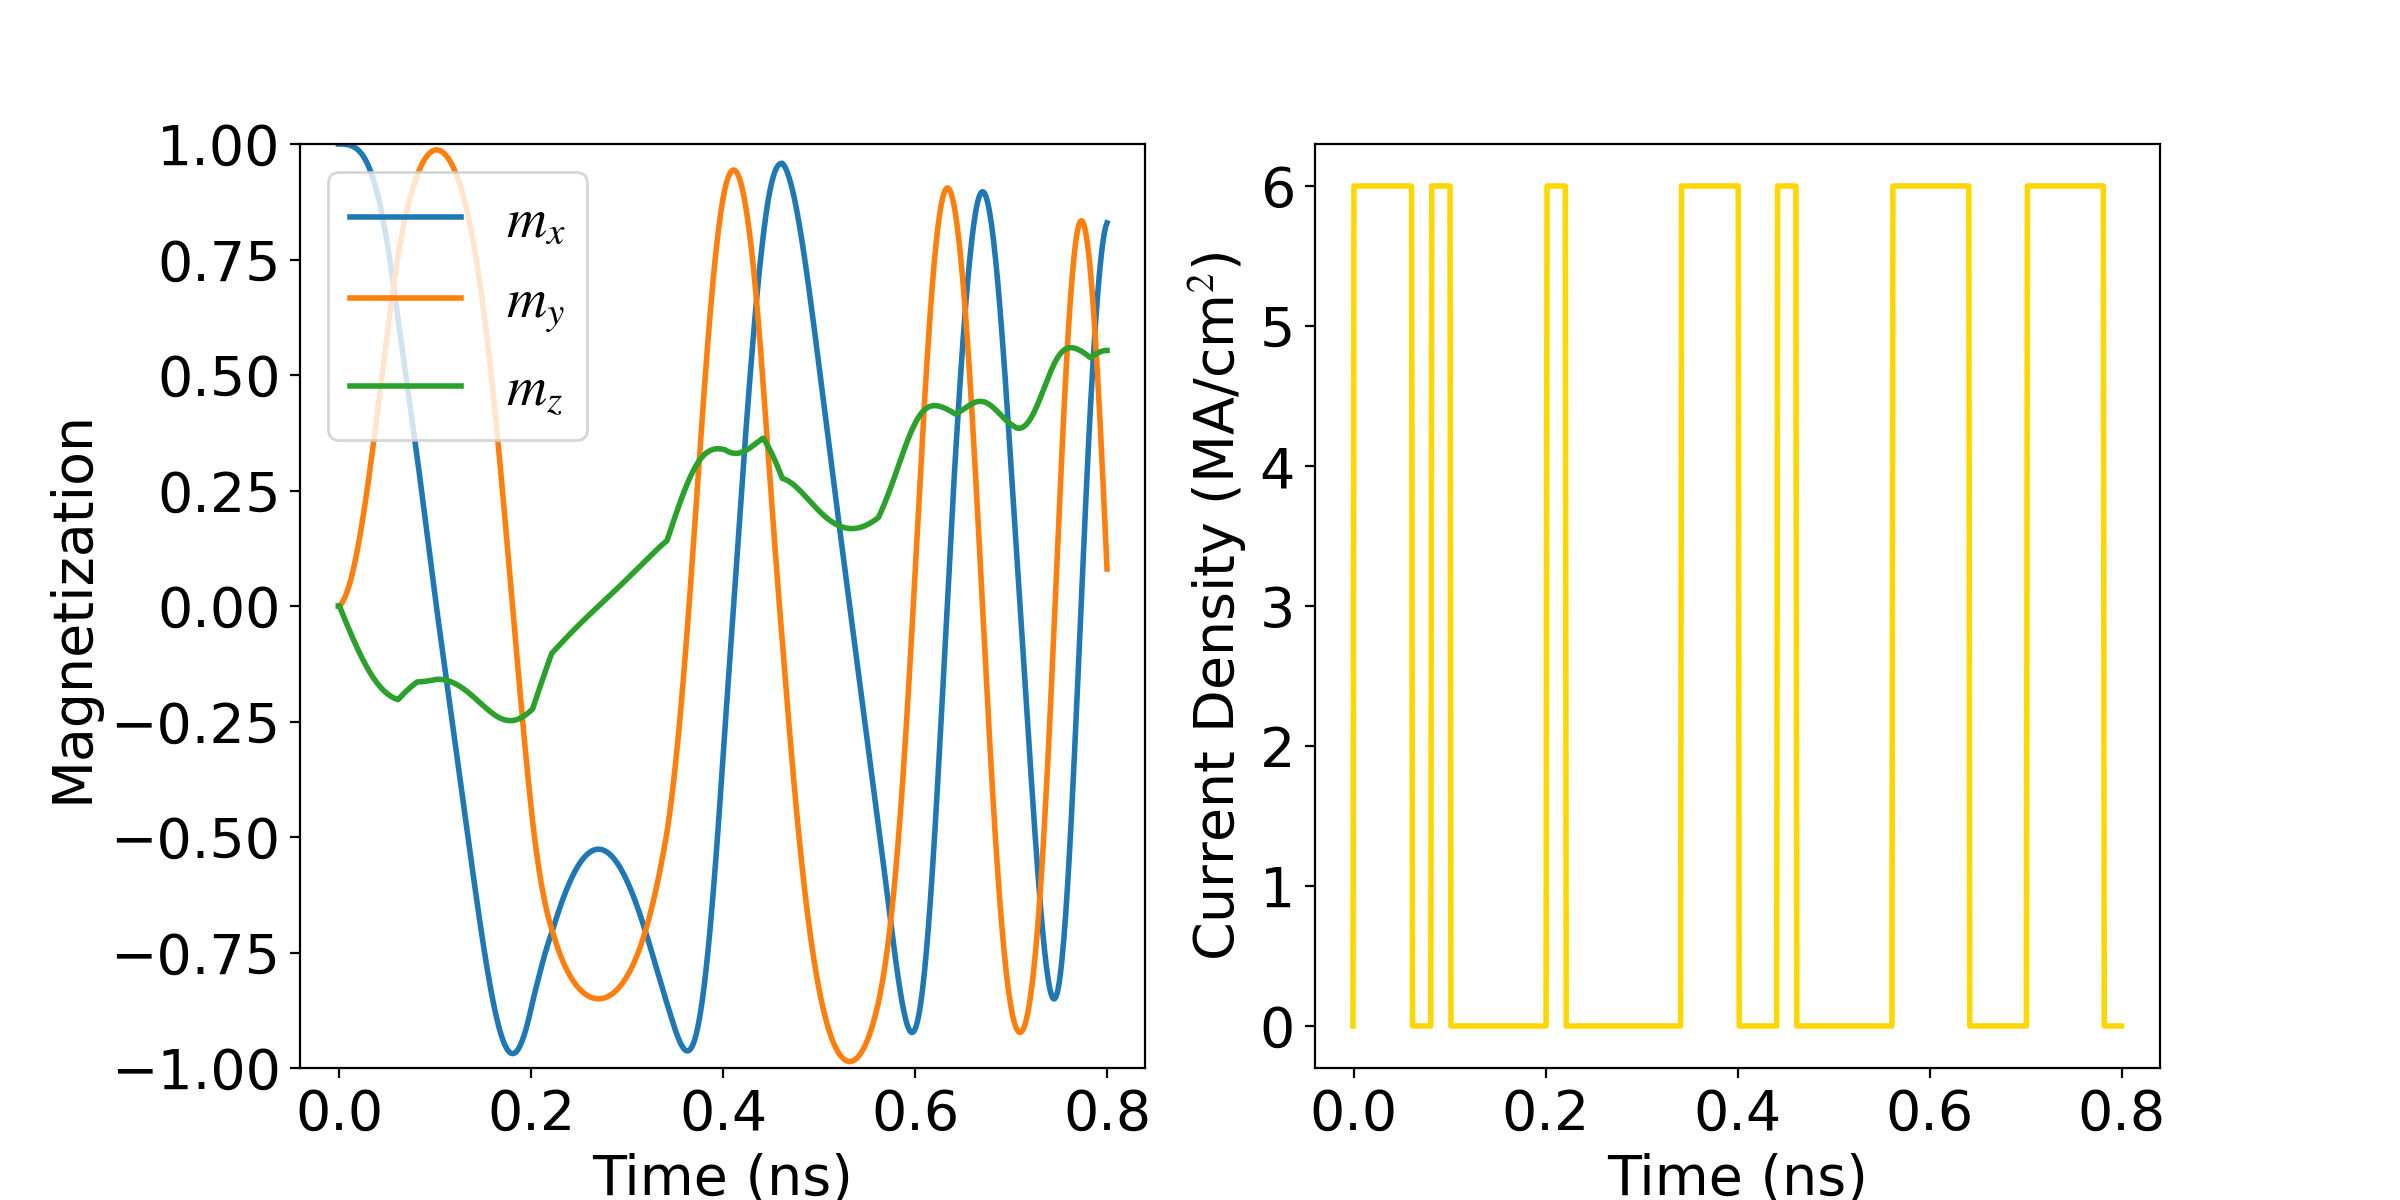 Magnetization
1.00
0.75
0.50
0.25
0.00
−0.25
−0.50
−0.75
−1.00
m_x
m_y
m_z
0.0 0.2 0.4 0.6 0.8
Time (ns)
Current Density (MA/cm²)
6
5
4
3
2
1
0
0.0 0.2 0.4 0.6 0.8
Time (ns)